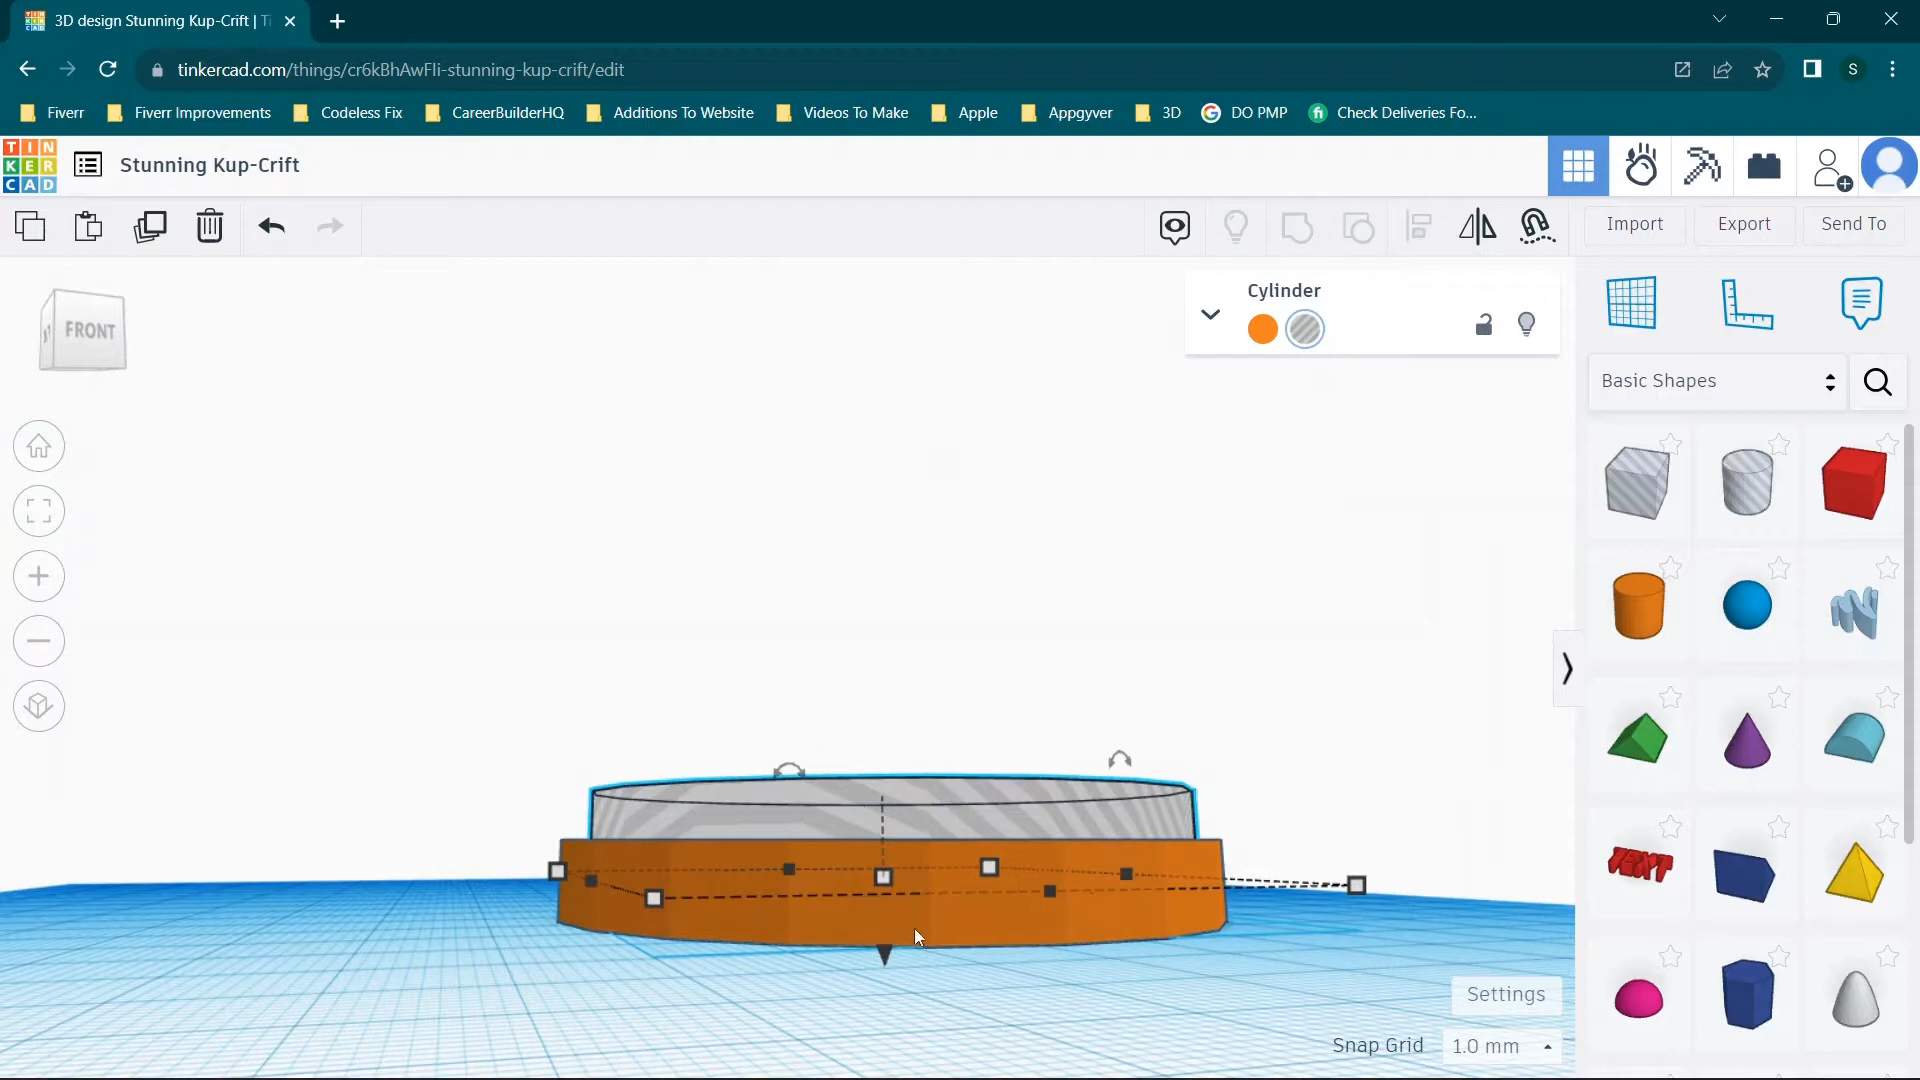 3D design Stunning Kup-Crift | Ti
tinkercad.com/things/cr6kBhAwFli-stunning-kup-crift/edit
S
Fiverr
Fiverr Improvements
Codeless Fix
CareerBuilderHQ
Additions To Website
Videos To Make
Apple
Appgyver
3D
DO PMP
Check Deliveries Fo...
TIN
KER
CAD
Stunning Kup-Crift
Import
Export
Send To
FRONT
Cylinder
Basic Shapes
TEXT
Settings
Snap Grid
1.0 mm